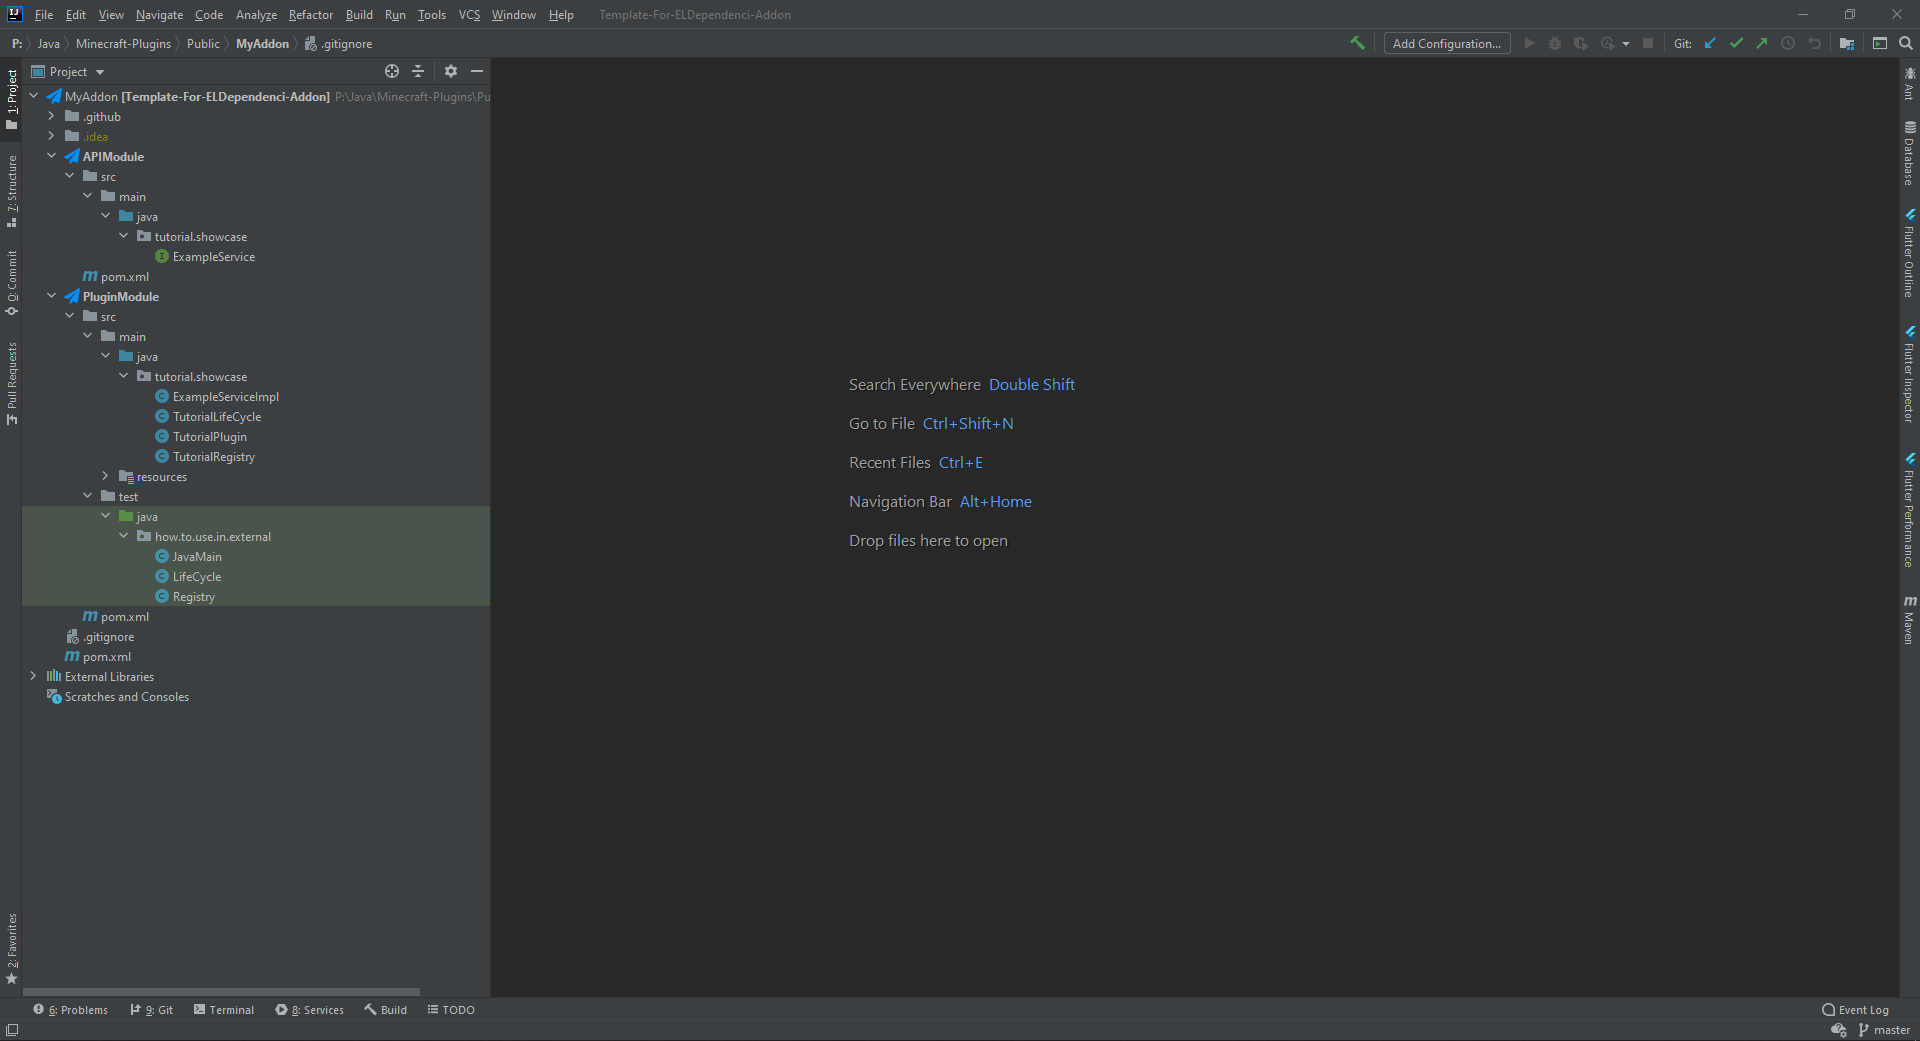 IJ File Edit View Navigate Code Analyze Refactor Build Run Tools VCS Window Help Template-For-ELDependenci-Addon
P: Java Minecraft-Plugins Public MyAddon .gitignore Add Configuration... Git:
Project
MyAddon [Template-For-ELDependenci-Addon] P:\Java\Minecraft-Plugins\Pu
.github
.idea
APIModule
src
main
java
tutorial.showcase
I ExampleService
m pom.xml
PluginModule
src
main
java
tutorial.showcase
C ExampleServiceImpl
C TutorialLifeCycle
C TutorialPlugin
C TutorialRegistry
resources
test
java
how.to.use.in.external
C JavaMain
C LifeCycle
C Registry
m pom.xml
.gitignore
m pom.xml
External Libraries
Scratches and Consoles
1: Project
7: Structure
0: Commit
Pull Requests
2: Favorites
Search Everywhere Double Shift
Go to File Ctrl+Shift+N
Recent Files Ctrl+E
Navigation Bar Alt+Home
Drop files here to open
Ant
Database
Flutter Outline
Flutter Inspector
Flutter Performance
m Maven
6: Problems 9: Git Terminal 8: Services Build TODO Event Log
master